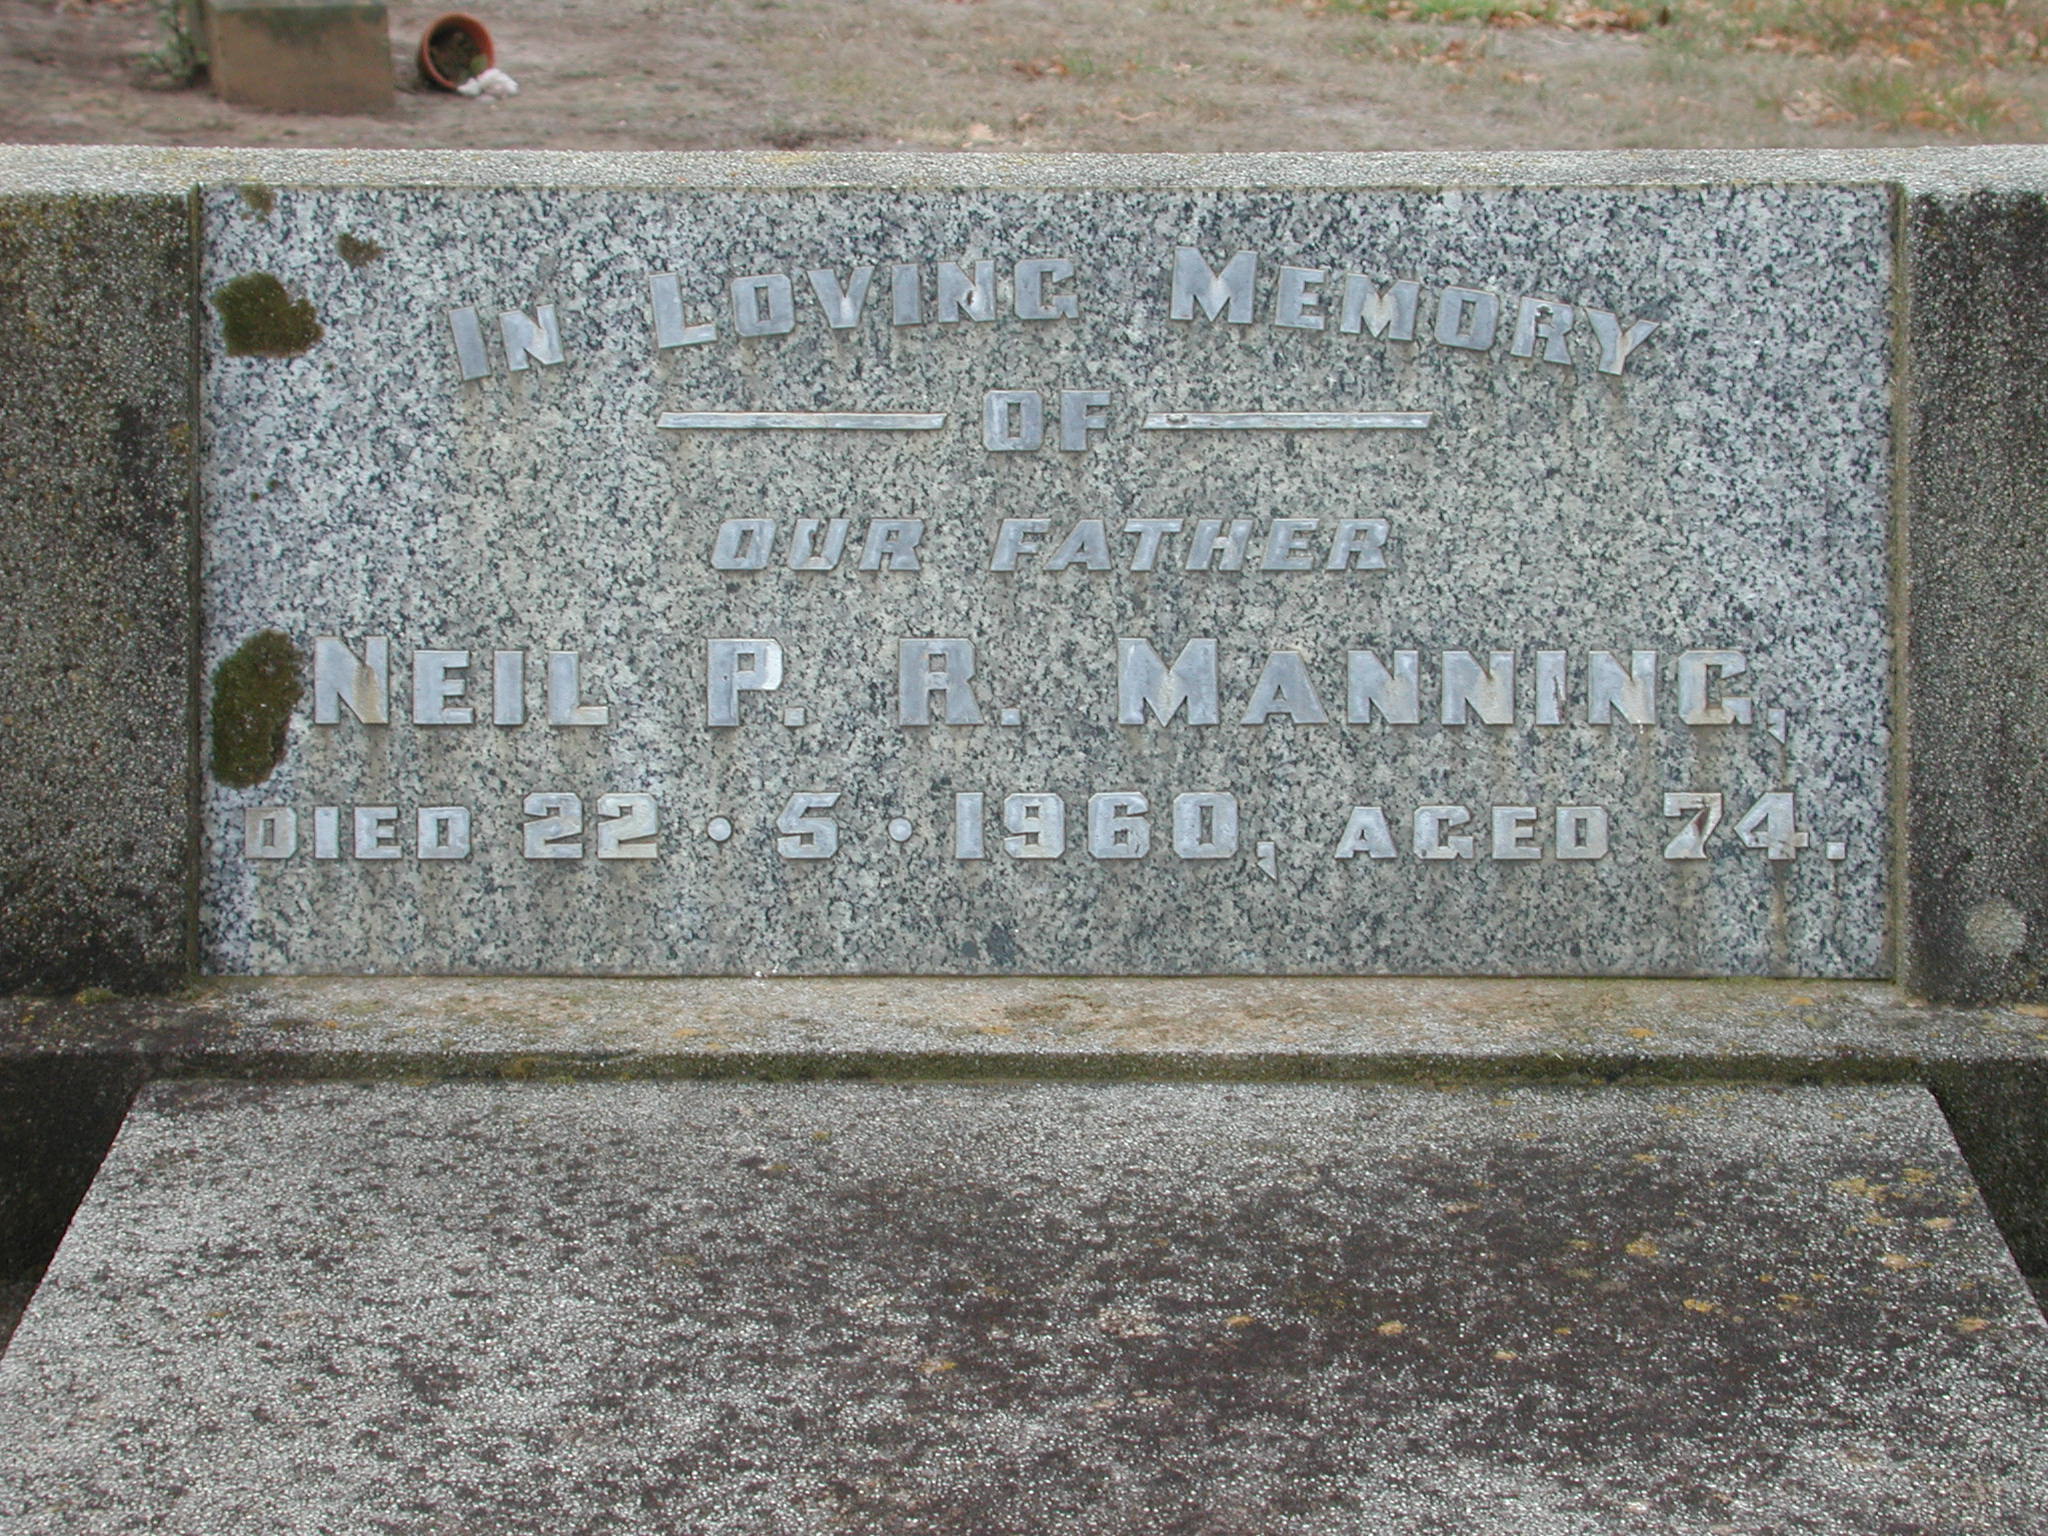 IN LOVING MEMORY
OF
OUR FATHER
NEIL P. R. MANNING,
DIED 22·5·1960, AGED 74.